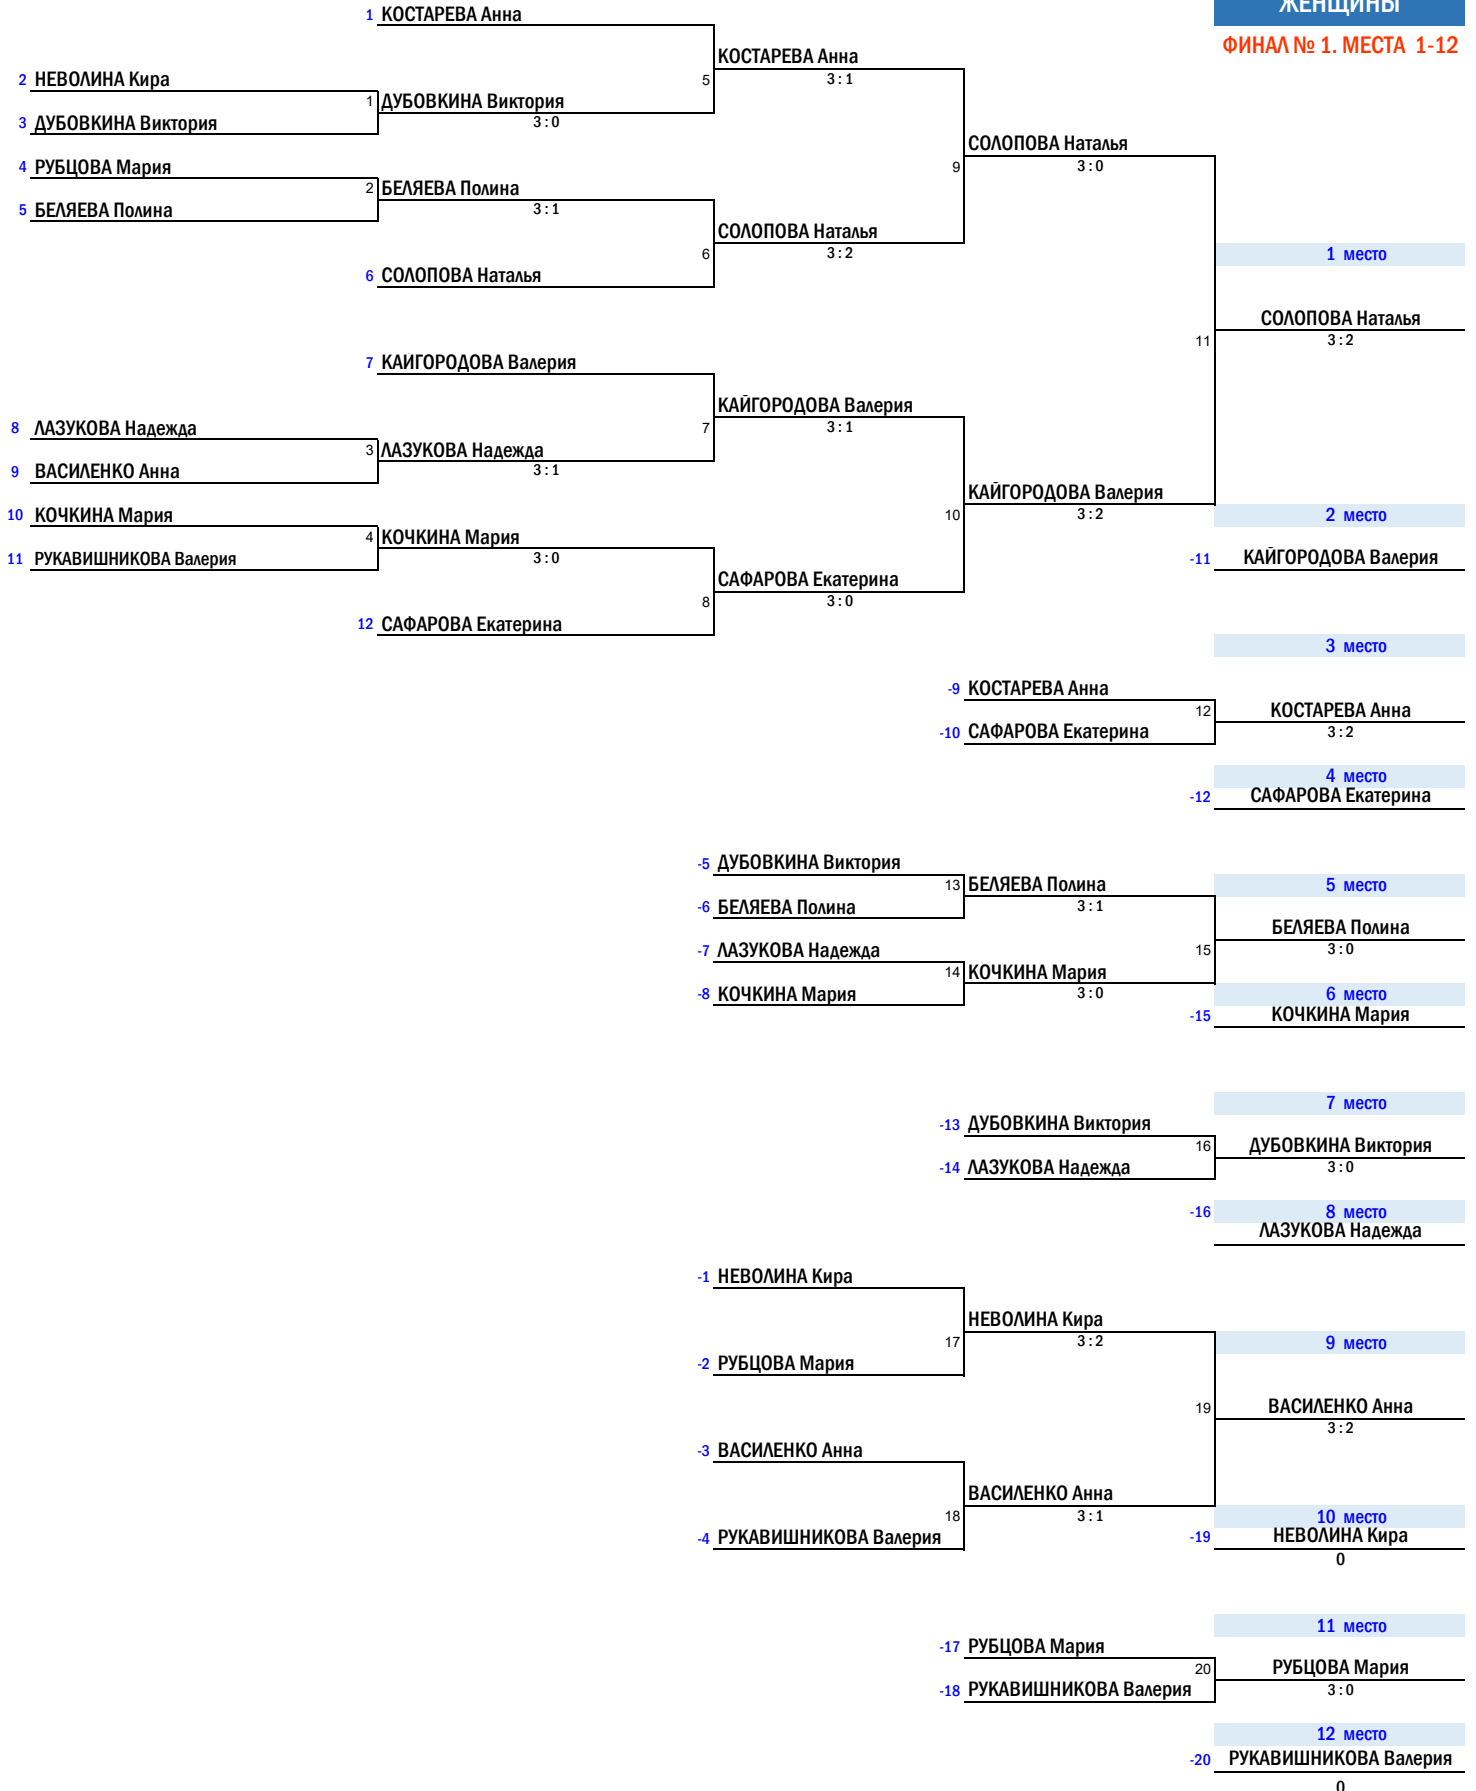 ЖЕНЩИНЫ
1 КОСТАРЕВА Анна
ФИНАЛ № 1. МЕСТА 1-12
КОСТАРЕВА Анна
2 НЕВОЛИНА Кира
5
3 : 1
1 ДУБОВКИНА Виктория
3 ДУБОВКИНА Виктория
3 : 0
СОЛОПОВА Наталья
4 РУБЦОВА Мария
9
3 : 0
2 БЕЛЯЕВА Полина
5 БЕЛЯЕВА Полина
3 : 1
СОЛОПОВА Наталья
6
3 : 2
1 место
6 СОЛОПОВА Наталья
СОЛОПОВА Наталья
11
3 : 2
7 КАЙГОРОДОВА Валерия
КАЙГОРОДОВА Валерия
8 ЛАЗУКОВА Надежда
7
3 : 1
3 ЛАЗУКОВА Надежда
9 ВАСИЛЕНКО Анна
3 : 1
КАЙГОРОДОВА Валерия
10 КОЧКИНА Мария
10
3 : 2
2 место
4 КОЧКИНА Мария
11 РУКАВИШНИКОВА Валерия
3 : 0
-11 КАЙГОРОДОВА Валерия
САФАРОВА Екатерина
8
3 : 0
12 САФАРОВА Екатерина
3 место
-9 КОСТАРЕВА Анна
12 КОСТАРЕВА Анна
-10 САФАРОВА Екатерина
3 : 2
4 место
-12 САФАРОВА Екатерина
-5 ДУБОВКИНА Виктория
13 БЕЛЯЕВА Полина
5 место
-6 БЕЛЯЕВА Полина
3 : 1
БЕЛЯЕВА Полина
-7 ЛАЗУКОВА Надежда
15
3 : 0
14 КОЧКИНА Мария
-8 КОЧКИНА Мария
3 : 0
6 место
-15 КОЧКИНА Мария
7 место
-13 ДУБОВКИНА Виктория
16 ДУБОВКИНА Виктория
-14 ЛАЗУКОВА Надежда
3 : 0
-16 8 место
ЛАЗУКОВА Надежда
-1 НЕВОЛИНА Кира
НЕВОЛИНА Кира
17
3 : 2
9 место
-2 РУБЦОВА Мария
19 ВАСИЛЕНКО Анна
3 : 2
-3 ВАСИЛЕНКО Анна
ВАСИЛЕНКО Анна
18
3 : 1
10 место
-4 РУКАВИШНИКОВА Валерия
-19 НЕВОЛИНА Кира
0
11 место
-17 РУБЦОВА Мария
20 РУБЦОВА Мария
-18 РУКАВИШНИКОВА Валерия
3 : 0
12 место
-20 РУКАВИШНИКОВА Валерия
0